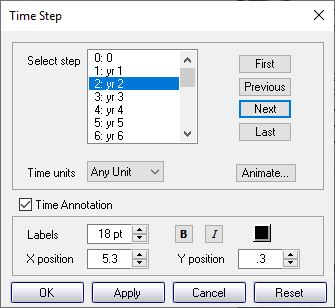 Time Step
Select step
0: 0
1: yr 1
2: yr 2
3: yr 3
4: yr 4
5: yr 5
6: yr 6
First
Previous
Next
Last
Time units Any Unit Animate...
Time Annotation
Labels 18 pt B I
X position 5.3 Y position .3
OK Apply Cancel Reset